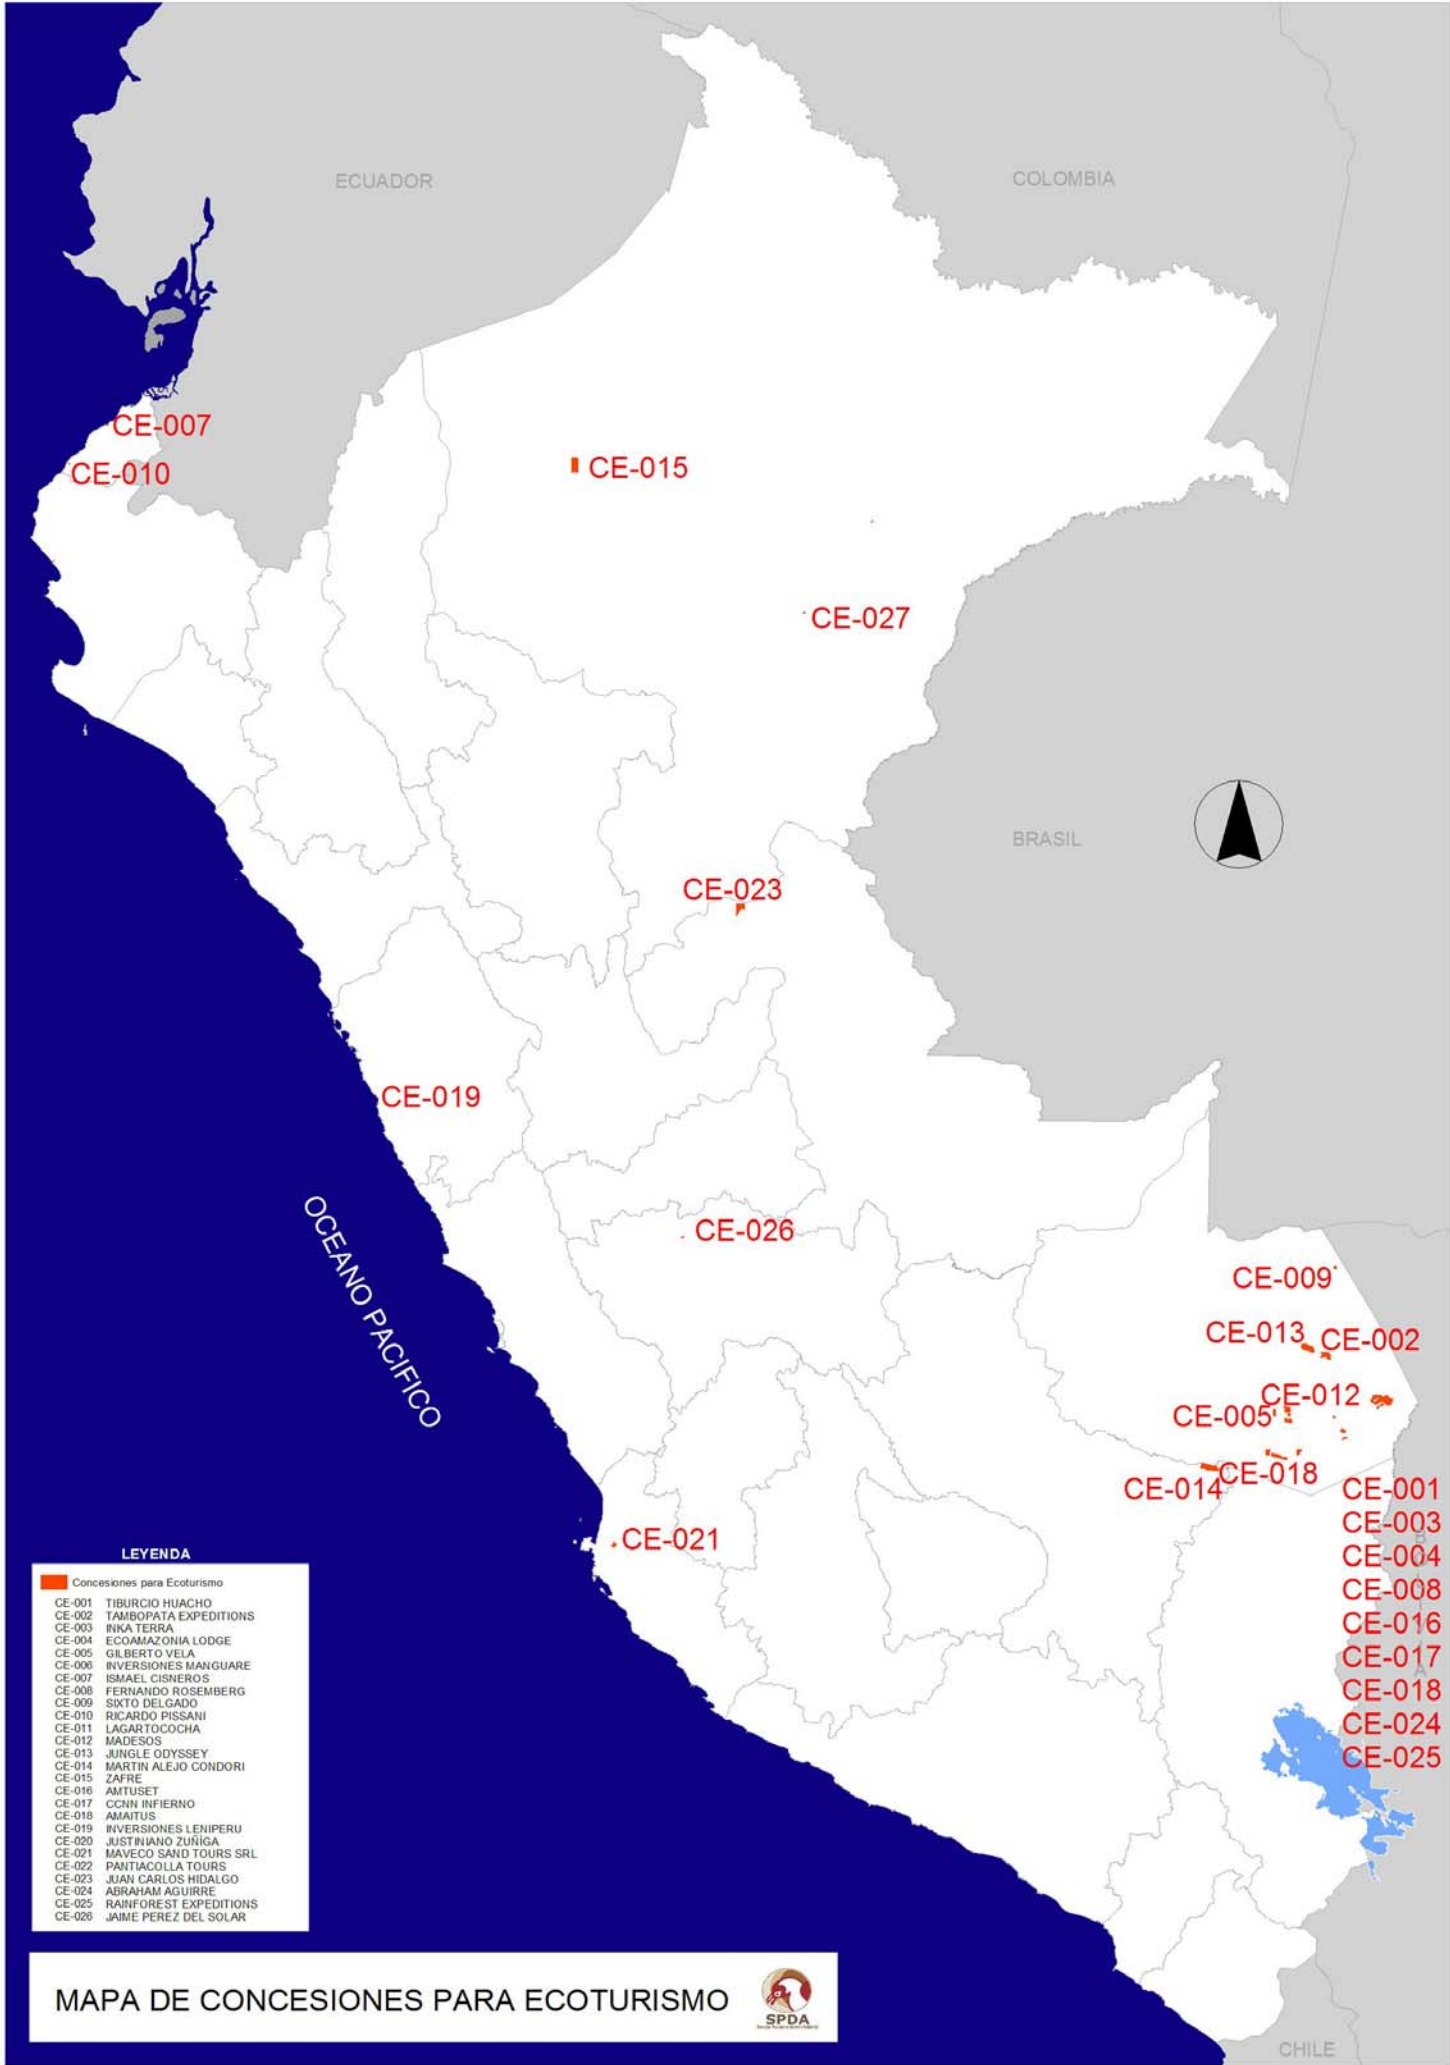 ECUADOR
COLOMBIA
CE-007
CE-010
CE-015
CE-027
BRASIL
CE-023
CE-019
CE-026
OCEANO PACIFICO
CE-009
CE-013
CE-002
CE-012
CE-005
CE-018
CE-014
CE-021
CE-001
CE-003
CE-004
CE-008
CE-016
CE-017
CE-018
CE-024
CE-025
LEYENDA
Concesiones para Ecoturismo
CE-001 TIBURCIO HUACHO
CE-002 TAMBOPATA EXPEDITIONS
CE-003 INKA TERRA
CE-004 ECOAMAZONIA LODGE
CE-005 GILBERTO VELA
CE-006 INVERSIONES MANGUARE
CE-007 ISMAEL CISNEROS
CE-008 FERNANDO ROSEMBERG
CE-009 SIXTO DELGADO
CE-010 RICARDO PISSANI
CE-011 LAGARTOCOCHA
CE-012 MADESOS
CE-013 JUNGLE ODYSSEY
CE-014 MARTIN ALEJO CONDORI
CE-015 ZAFRE
CE-016 AMTUSET
CE-017 CCNN INFIERNO
CE-018 AMAITUS
CE-019 INVERSIONES LENIPERU
CE-020 JUSTINIANO ZUÑIGA
CE-021 MAVECO SAND TOURS SRL
CE-022 PANTIACOLLA TOURS
CE-023 JUAN CARLOS HIDALGO
CE-024 ABRAHAM AGUIRRE
CE-025 RAINFOREST EXPEDITIONS
CE-026 JAIME PEREZ DEL SOLAR
MAPA DE CONCESIONES PARA ECOTURISMO
SPDA
CHILE